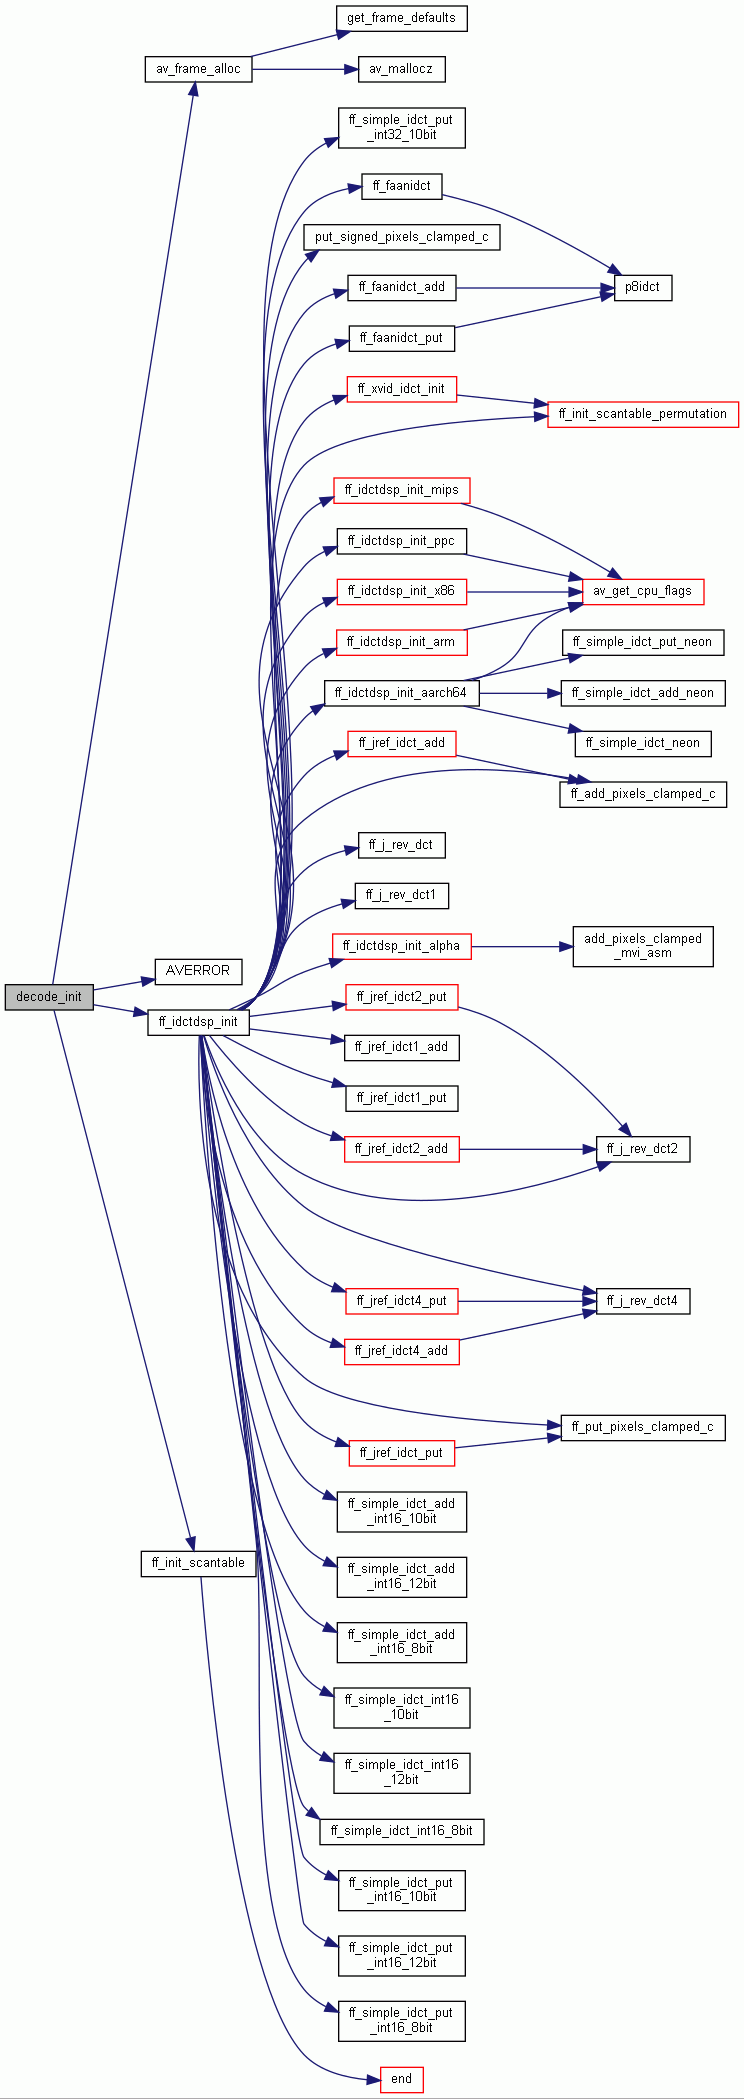 get_frame_defaults
av_frame_alloc
av_mallocz
ff_simple_idct_put
_int32_10bit
ff_faanidct
put_signed_pixels_clamped_c
ff_faanidct_add
p8idct
ff_faanidct_put
ff_xvid_idct_init
ff_init_scantable_permutation
ff_idctdsp_init_mips
ff_idctdsp_init_ppc
ff_idctdsp_init_x86
av_get_cpu_flags
ff_idctdsp_init_arm
ff_simple_idct_put_neon
ff_idctdsp_init_aarch64
ff_simple_idct_add_neon
ff_jref_idct_add
ff_simple_idct_neon
ff_add_pixels_clamped_c
ff_j_rev_dct
ff_j_rev_dct1
ff_idctdsp_init_alpha
add_pixels_clamped
_mvi_asm
AVERROR
decode_init
ff_jref_idct2_put
ff_idctdsp_init
ff_jref_idct1_add
ff_jref_idct1_put
ff_jref_idct2_add
ff_j_rev_dct2
ff_jref_idct4_put
ff_j_rev_dct4
ff_jref_idct4_add
ff_put_pixels_clamped_c
ff_jref_idct_put
ff_simple_idct_add
_int16_10bit
ff_init_scantable
ff_simple_idct_add
_int16_12bit
ff_simple_idct_add
_int16_8bit
ff_simple_idct_int16
_10bit
ff_simple_idct_int16
_12bit
ff_simple_idct_int16_8bit
ff_simple_idct_put
_int16_10bit
ff_simple_idct_put
_int16_12bit
ff_simple_idct_put
_int16_8bit
end